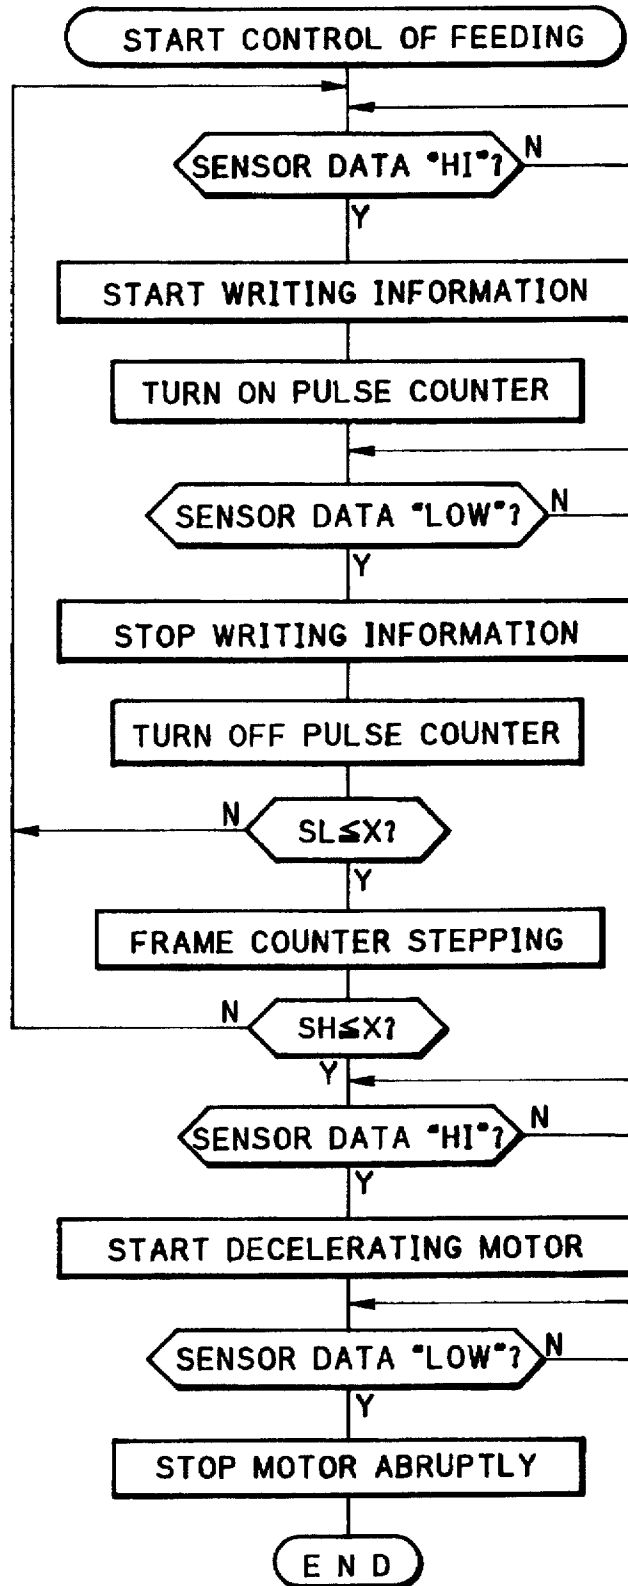 START CONTROL OF FEEDING
SENSOR DATA "HI"?
N
Y
START WRITING INFORMATION
TURN ON PULSE COUNTER
SENSOR DATA "LOW"?
N
Y
STOP WRITING INFORMATION
TURN OFF PULSE COUNTER
N
SL≦X?
Y
FRAME COUNTER STEPPING
N
SH≦X?
Y
SENSOR DATA "HI"?
N
Y
START DECELERATING MOTOR
SENSOR DATA "LOW"?
N
Y
STOP MOTOR ABRUPTLY
END